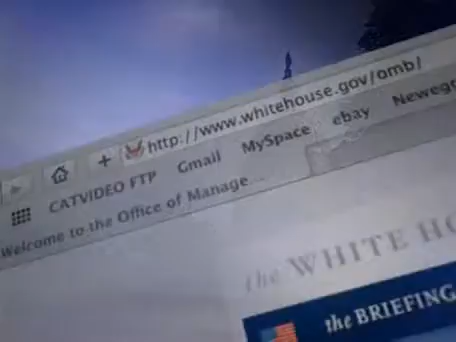 http://www.whitehouse.gov/omb/
CATVIDEO FTP Gmail MySpace ebay Neweg
Welcome to the Office of Manage...
the WHITE HO
the BRIEFING